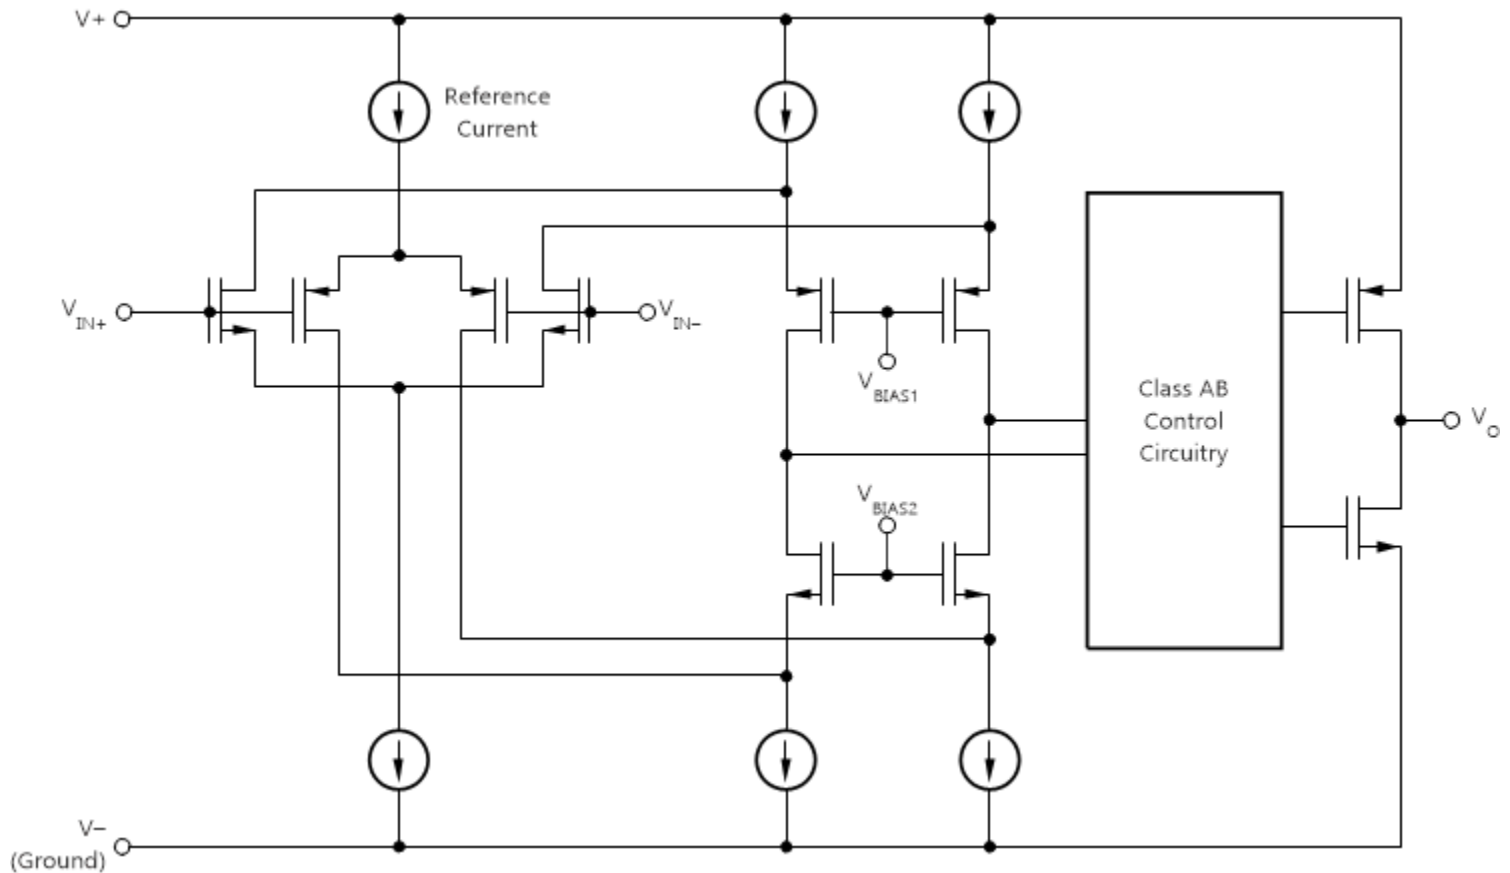 V+
Reference
Current
VIN+
VIN−
VBIAS1
Class AB
Control
Circuitry
VO
VBIAS2
V−
(Ground)